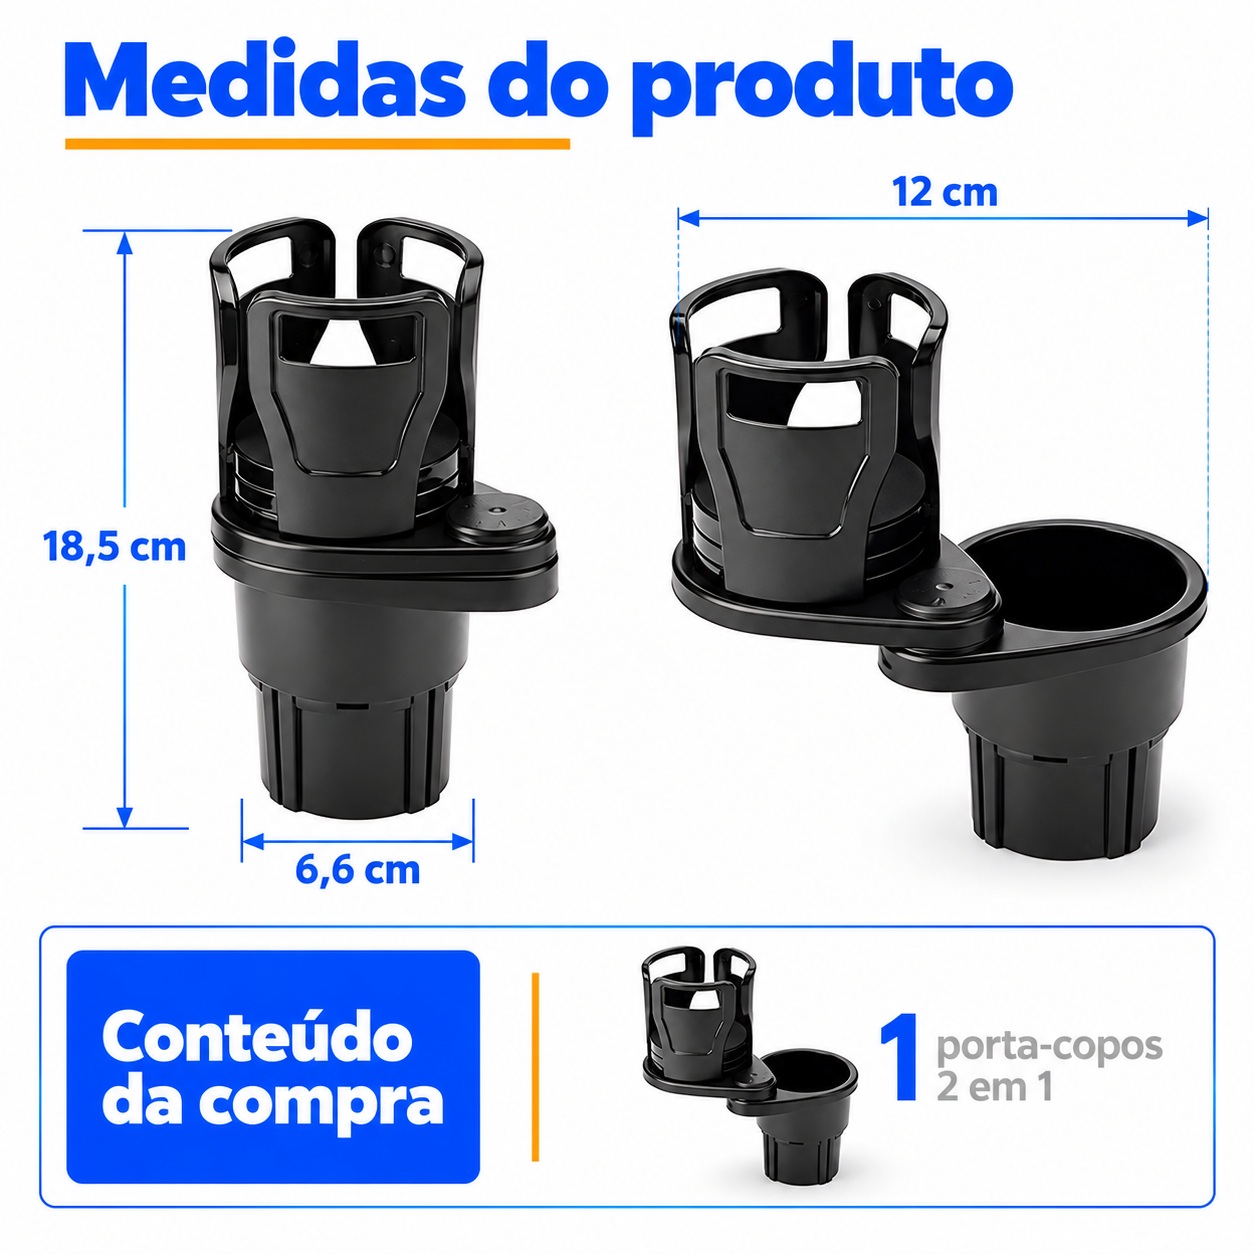 Medidas do produto
12 cm
18,5 cm
6,6 cm
Conteúdo
da compra
1 porta-copos
2 em 1